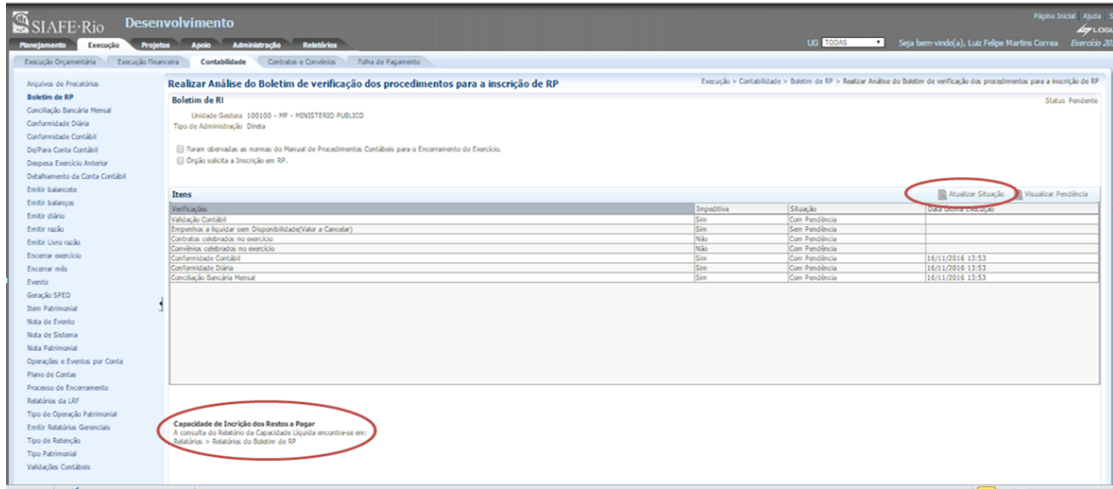 SIAFE-Rio Desenvolvimento
Página Inicial Ajuda
Planejamento Execução Projetos Apoio Administração Relatórios
UG TODAS Seja bem-vindo(a), Luiz Felipe Martins Correa Exercício 20
Execução Orçamentária Execução Financeira Contabilidade Contratos e Convênios Folha de Pagamento
Arquivos de Precatórios
Boletim de RP
Conciliação Bancária Mensal
Conformidade Diária
Conformidade Contábil
De/Para Conta Contábil
Despesa Exercício Anterior
Detalhamento da Conta Contábil
Emitir balancete
Emitir balanços
Emitir diário
Emitir razão
Emitir Livro razão
Encerrar exercício
Encerrar mês
Evento
Geração SPED
Item Patrimonial
Nota de Evento
Nota de Sistema
Nota Patrimonial
Operações e Eventos por Conta
Plano de Contas
Processo de Encerramento
Relatórios da LRF
Tipo de Operação Patrimonial
Emitir Relatórios Gerenciais
Tipo de Retenção
Tipo Patrimonial
Validações Contábeis
Realizar Análise do Boletim de verificação dos procedimentos para a inscrição de RP
Execução > Contabilidade > Boletim de RP > Realizar Análise do Boletim de verificação dos procedimentos para a inscrição de RP
Boletim de RI
Status Pendente
Unidade Gestora 100100 - MP - MINISTERIO PUBLICO
Tipo de Administração Direta
Foram obervadas as normas do Manual de Procedimentos Contábeis para o Encerramento do Exercício.
Órgão solicita a Inscrição em RP.
Itens
Atualizar Situação Visualizar Pendência
Verificações Impeditiva Situação Data Última Execução
Validação Contábil Sim Com Pendência
Empenhos a liquidar sem Disponibilidade(Valor a Cancelar) Sim Sem Pendência
Contratos celebrados no exercício Não Com Pendência
Convênios celebrados no exercício Não Com Pendência
Conformidade Contábil Sim Com Pendência 16/11/2016 13:53
Conformidade Diária Sim Com Pendência 16/11/2016 13:53
Conciliação Bancária Mensal Sim Com Pendência 16/11/2016 13:53
Capacidade de Incrição dos Restos a Pagar
A consulta do Relatório da Capacidade Líquida encontra-se em:
Relatórios > Relatórios do Boletim de RP